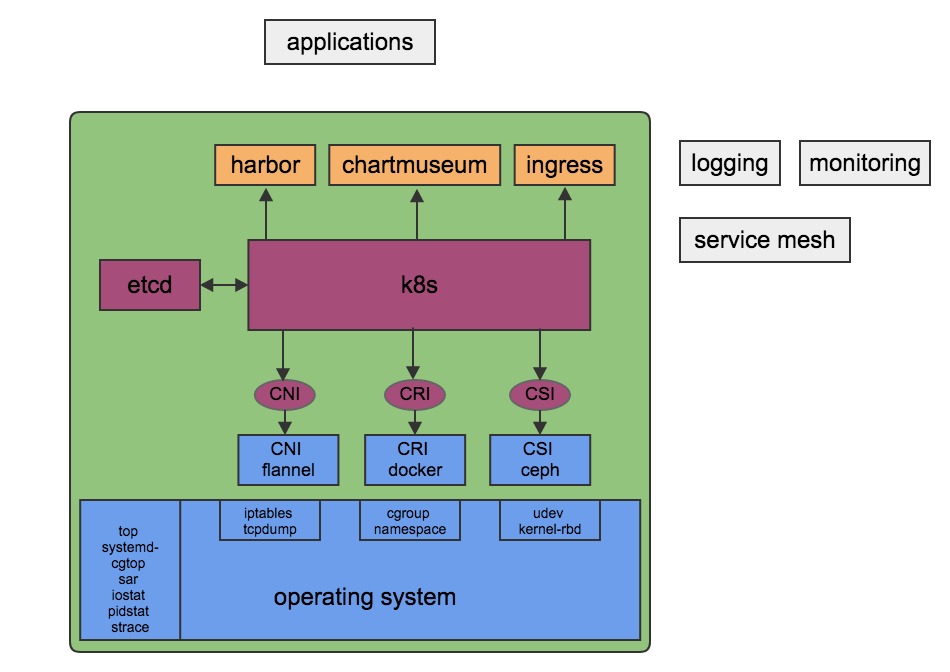 applications
harbor
chartmuseum
ingress
logging
monitoring
service mesh
etcd
k8s
CNI
CRI
CSI
CNI
flannel
CRI
docker
CSI
ceph
iptables
tcpdump
cgroup
namespace
udev
kernel-rbd
top
systemd-
cgtop
sar
iostat
pidstat
strace
operating system